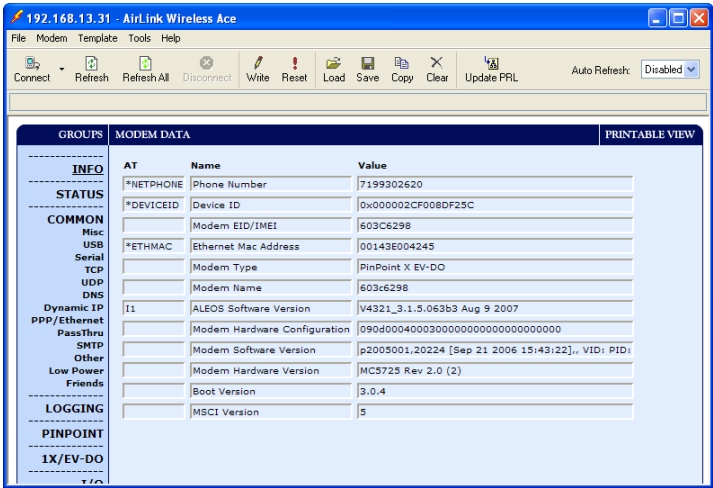 192.168.13.31 - AirLink Wireless Ace
File Modem Template Tools Help
Connect Refresh Refresh All Disconnect Write Reset Load Save Copy Clear Update PRL Auto Refresh: Disabled
GROUPS MODEM DATA PRINTABLE VIEW
INFO
STATUS
COMMON
Misc
USB
Serial
TCP
UDP
DNS
Dynamic IP
PPP/Ethernet
PassThru
SMTP
Other
Low Power
Friends
LOGGING
PINPOINT
1X/EV-DO
I/O
AT Name Value
*NETPHONE Phone Number 7199302620
*DEVICEID Device ID 0x000002CF008DF25C
Modem EID/IMEI 603C6298
*ETHMAC Ethernet Mac Address 00143E004245
Modem Type PinPoint X EV-DO
Modem Name 603c6298
I1 ALEOS Software Version V4321_3.1.5.063b3 Aug 9 2007
Modem Hardware Configuration 090d0004000300000000000000000000
Modem Software Version p2005001,20224 [Sep 21 2006 15:43:22],, VID: PID:
Modem Hardware Version MC5725 Rev 2.0 (2)
Boot Version 3.0.4
MSCI Version 5